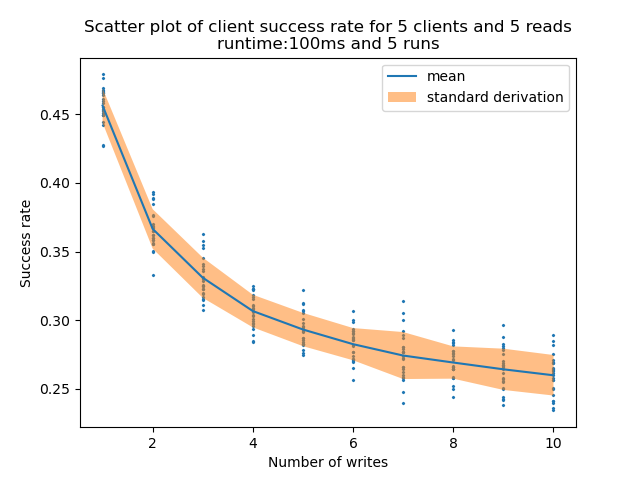 Scatter plot of client success rate for 5 clients and 5 reads
runtime:100ms and 5 runs
mean
standard derivation
Success rate
0.45
0.40
0.35
0.30
0.25
2 4 6 8 10
Number of writes